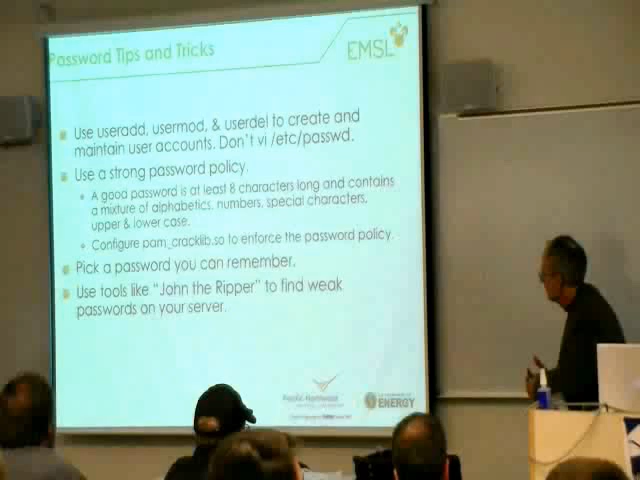 Password Tips and Tricks
EMSL
Use useradd, usermod, & userdel to create and
maintain user accounts. Don't vi /etc/passwd.
Use a strong password policy.
A good password is at least 8 characters long and contains
a mixture of alphabetics, numbers, special characters,
upper & lower case.
Configure pam_cracklib.so to enforce the password policy.
Pick a password you can remember.
Use tools like “John the Ripper” to find weak
passwords on your server.
Pacific Northwest
ENERGY